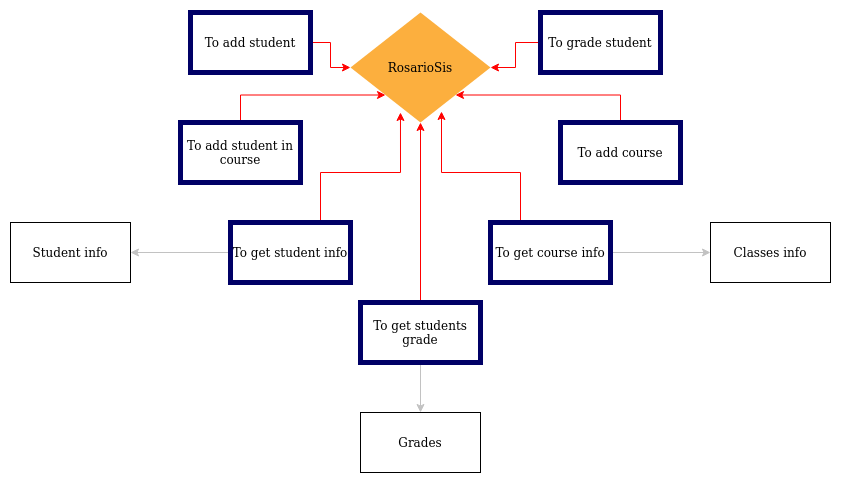 To add student
RosarioSis
To grade student
To add student in
course
To add course
Student info
To get student info
To get course info
Classes info
To get students
grade
Grades